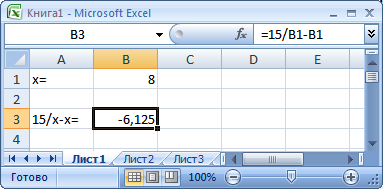 Книга1 - Microsoft Excel
B3 fx =15/B1-B1
A B C D E
1 x= 8
2
3 15/x-x= -6,125
4
Лист1 Лист2 Лист3
Готово 100%